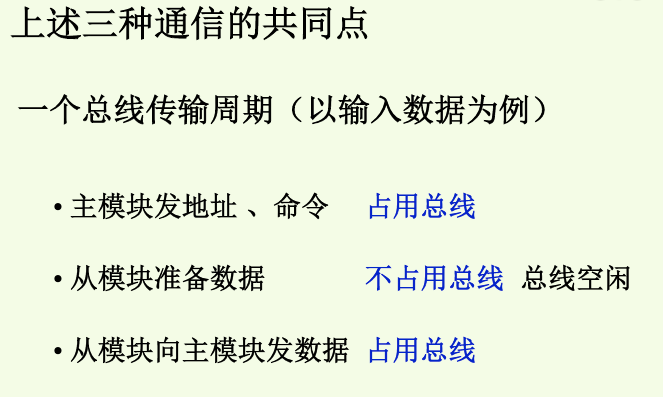 上述三种通信的共同点
一个总线传输周期（以输入数据为例）
•主模块发地址 、命令 占用总线
•从模块准备数据 不占用总线 总线空闲
•从模块向主模块发数据 占用总线